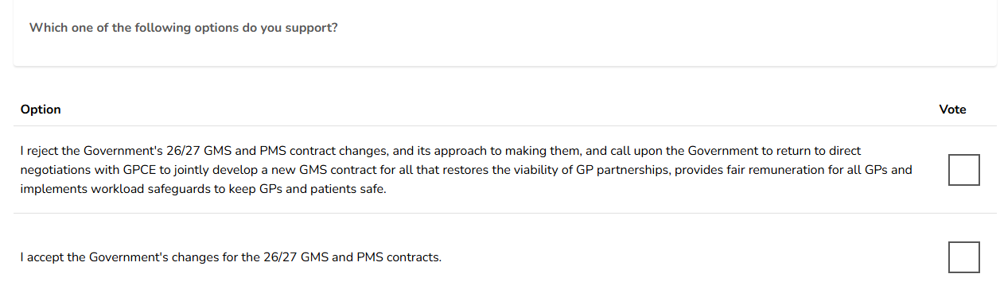 Which one of the following options do you support?
Option
Vote
I reject the Government's 26/27 GMS and PMS contract changes, and its approach to making them, and call upon the Government to return to direct
negotiations with GPCE to jointly develop a new GMS contract for all that restores the viability of GP partnerships, provides fair remuneration for all GPs and
implements workload safeguards to keep GPs and patients safe.
I accept the Government's changes for the 26/27 GMS and PMS contracts.